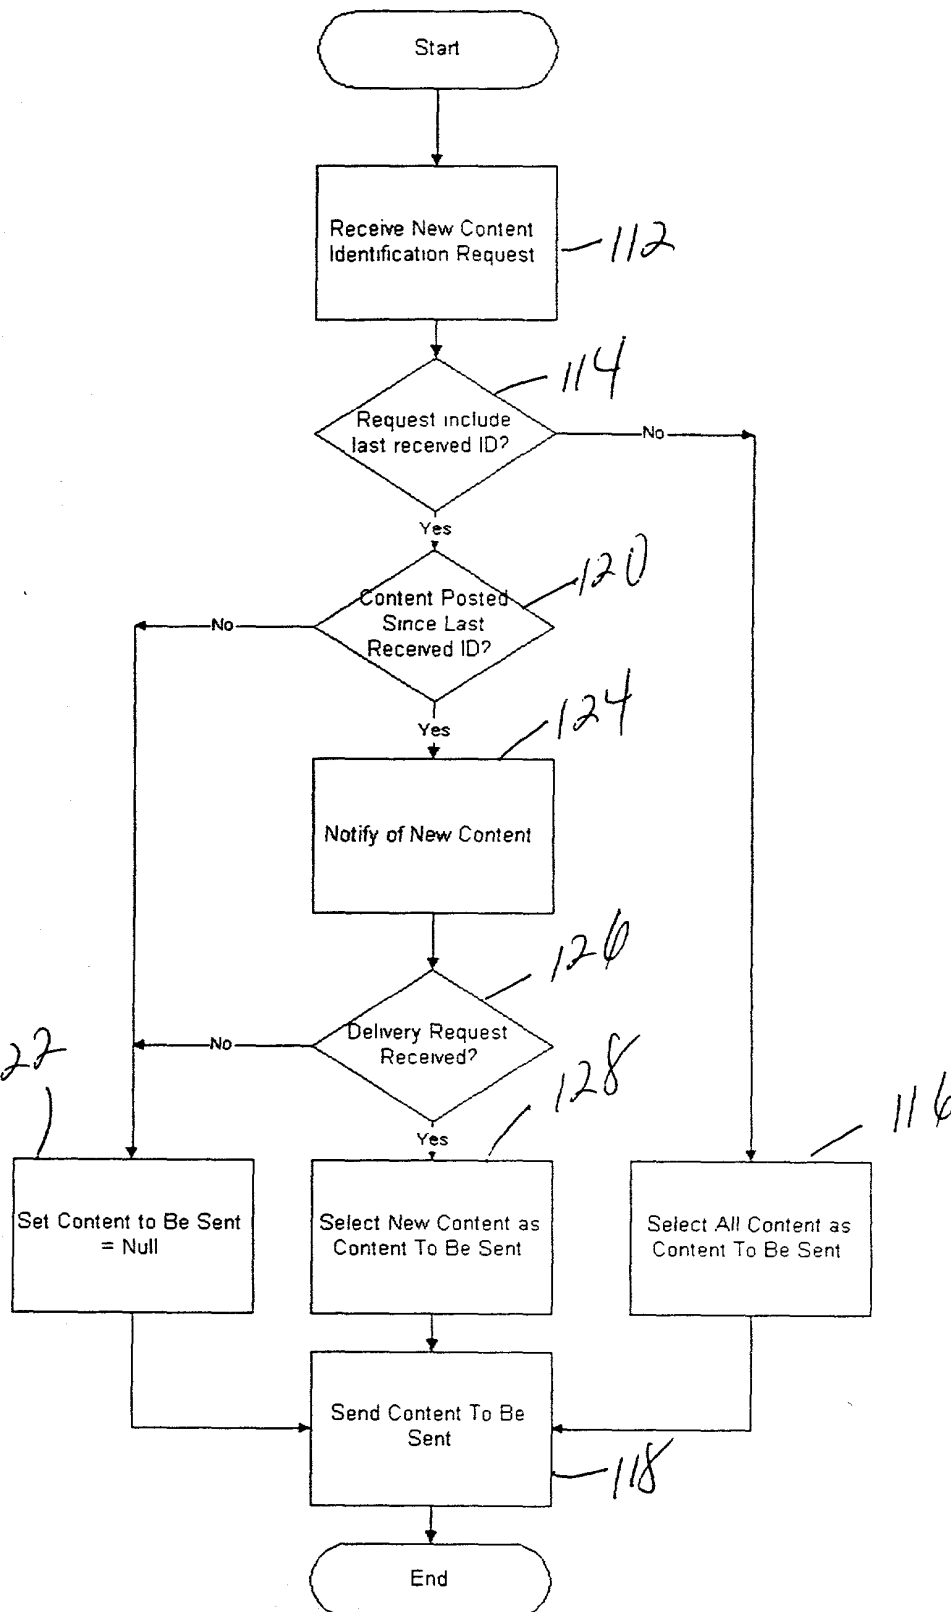 Start
Receive New Content
Identification Request
112
114
Request include
last received ID?
No
Yes
120
Content Posted
Since Last
Received ID?
No
Yes
124
Notify of New Content
126
Delivery Request
Received?
No
22
128
Yes
116
Set Content to Be Sent
= Null
Select New Content as
Content To Be Sent
Select All Content as
Content To Be Sent
Send Content To Be
Sent
118
End